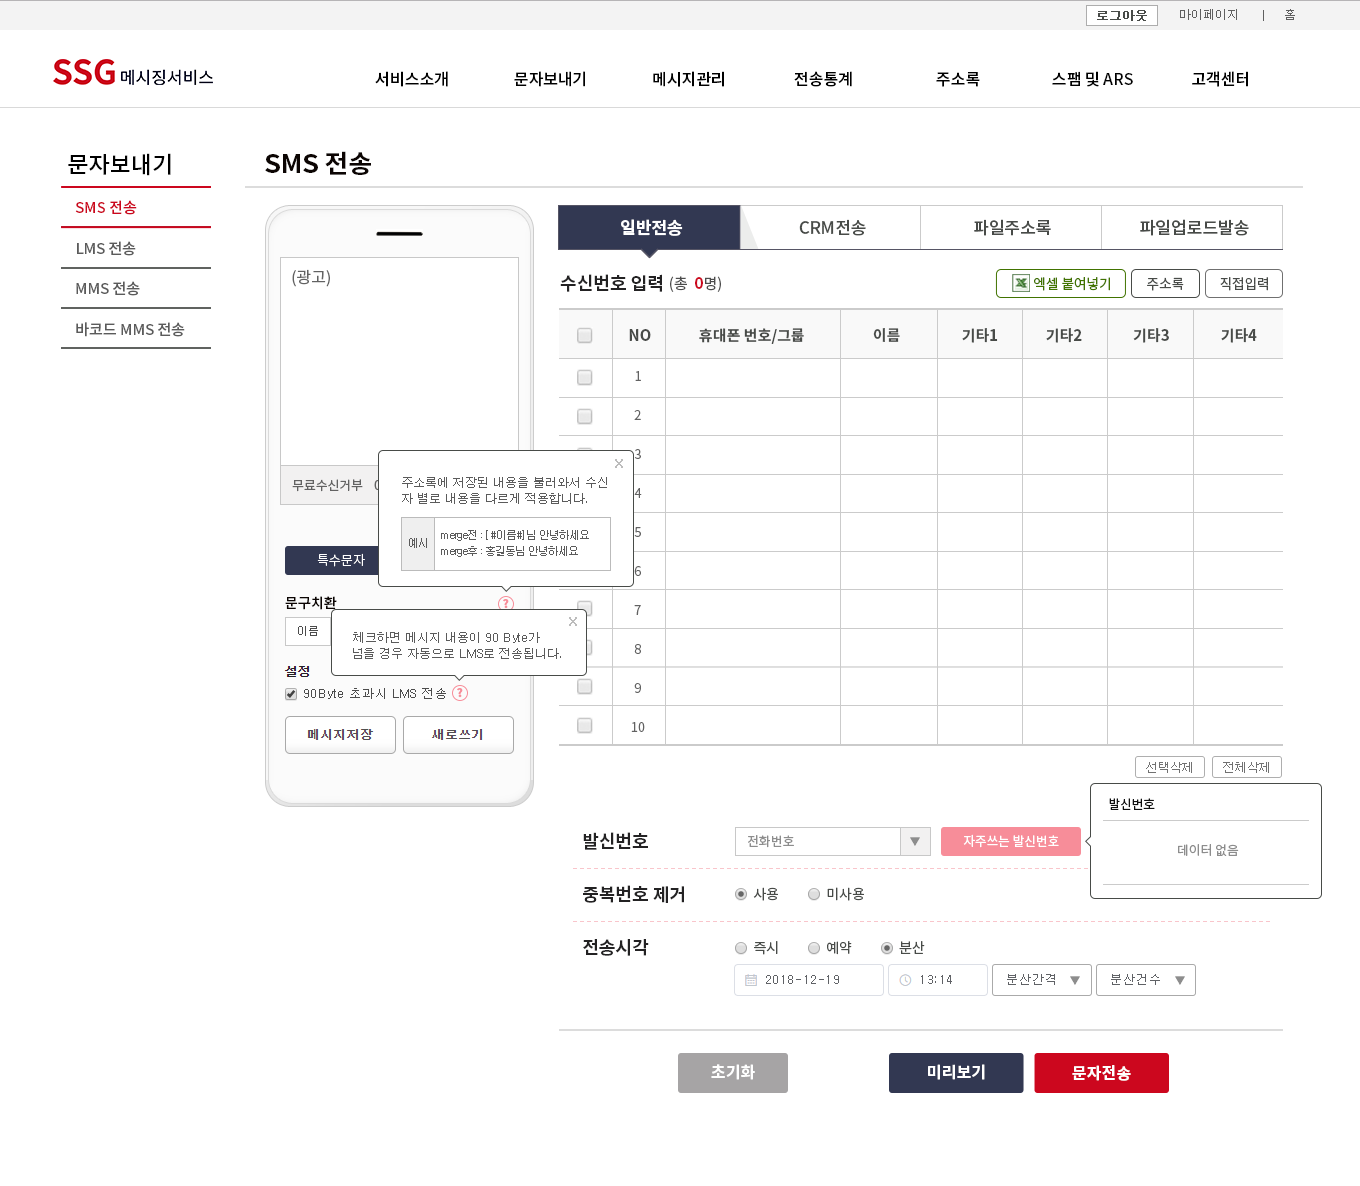 로그아웃 마이페이지 | 홈
SSG 메시징서비스 서비스소개 문자보내기 메시지관리 전송통계 주소록 스팸 및 ARS 고객센터
문자보내기
SMS 전송
LMS 전송
MMS 전송
바코드 MMS 전송
SMS 전송
(광고)
무료수신거부
특수문자
문구치환 ?
이름
설정
90Byte 초과시 LMS 전송 ?
메시지저장 새로쓰기
X
주소록에 저장된 내용을 불러와서 수신
자 별로 내용을 다르게 적용합니다.
예시
merge전 : [#이름#]님 안녕하세요
merge후 : 홍길동님 안녕하세요
X
체크하면 메시지 내용이 90 Byte가
넘을 경우 자동으로 LMS로 전송됩니다.
일반전송 CRM전송 파일주소록 파일업로드발송
수신번호 입력 (총 0명) 엑셀 붙여넣기 주소록 직접입력
NO 휴대폰 번호/그룹 이름 기타1 기타2 기타3 기타4
1
2
3
4
5
6
7
8
9
10
선택삭제 전체삭제
발신번호 전화번호 ▼ 자주쓰는 발신번호
발신번호
데이터 없음
중복번호 제거 사용 미사용
전송시각 즉시 예약 분산
2018-12-19 13:14 분산간격 ▼ 분산건수 ▼
초기화 미리보기 문자전송